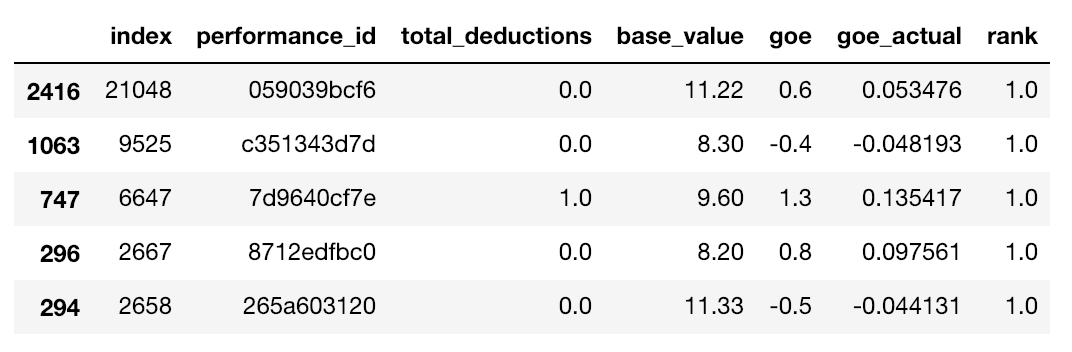 index performance_id total_deductions base_value goe goe_actual rank
2416 21048 059039bcf6 0.0 11.22 0.6 0.053476 1.0
1063 9525 c351343d7d 0.0 8.30 -0.4 -0.048193 1.0
747 6647 7d9640cf7e 1.0 9.60 1.3 0.135417 1.0
296 2667 8712edfbc0 0.0 8.20 0.8 0.097561 1.0
294 2658 265a603120 0.0 11.33 -0.5 -0.044131 1.0